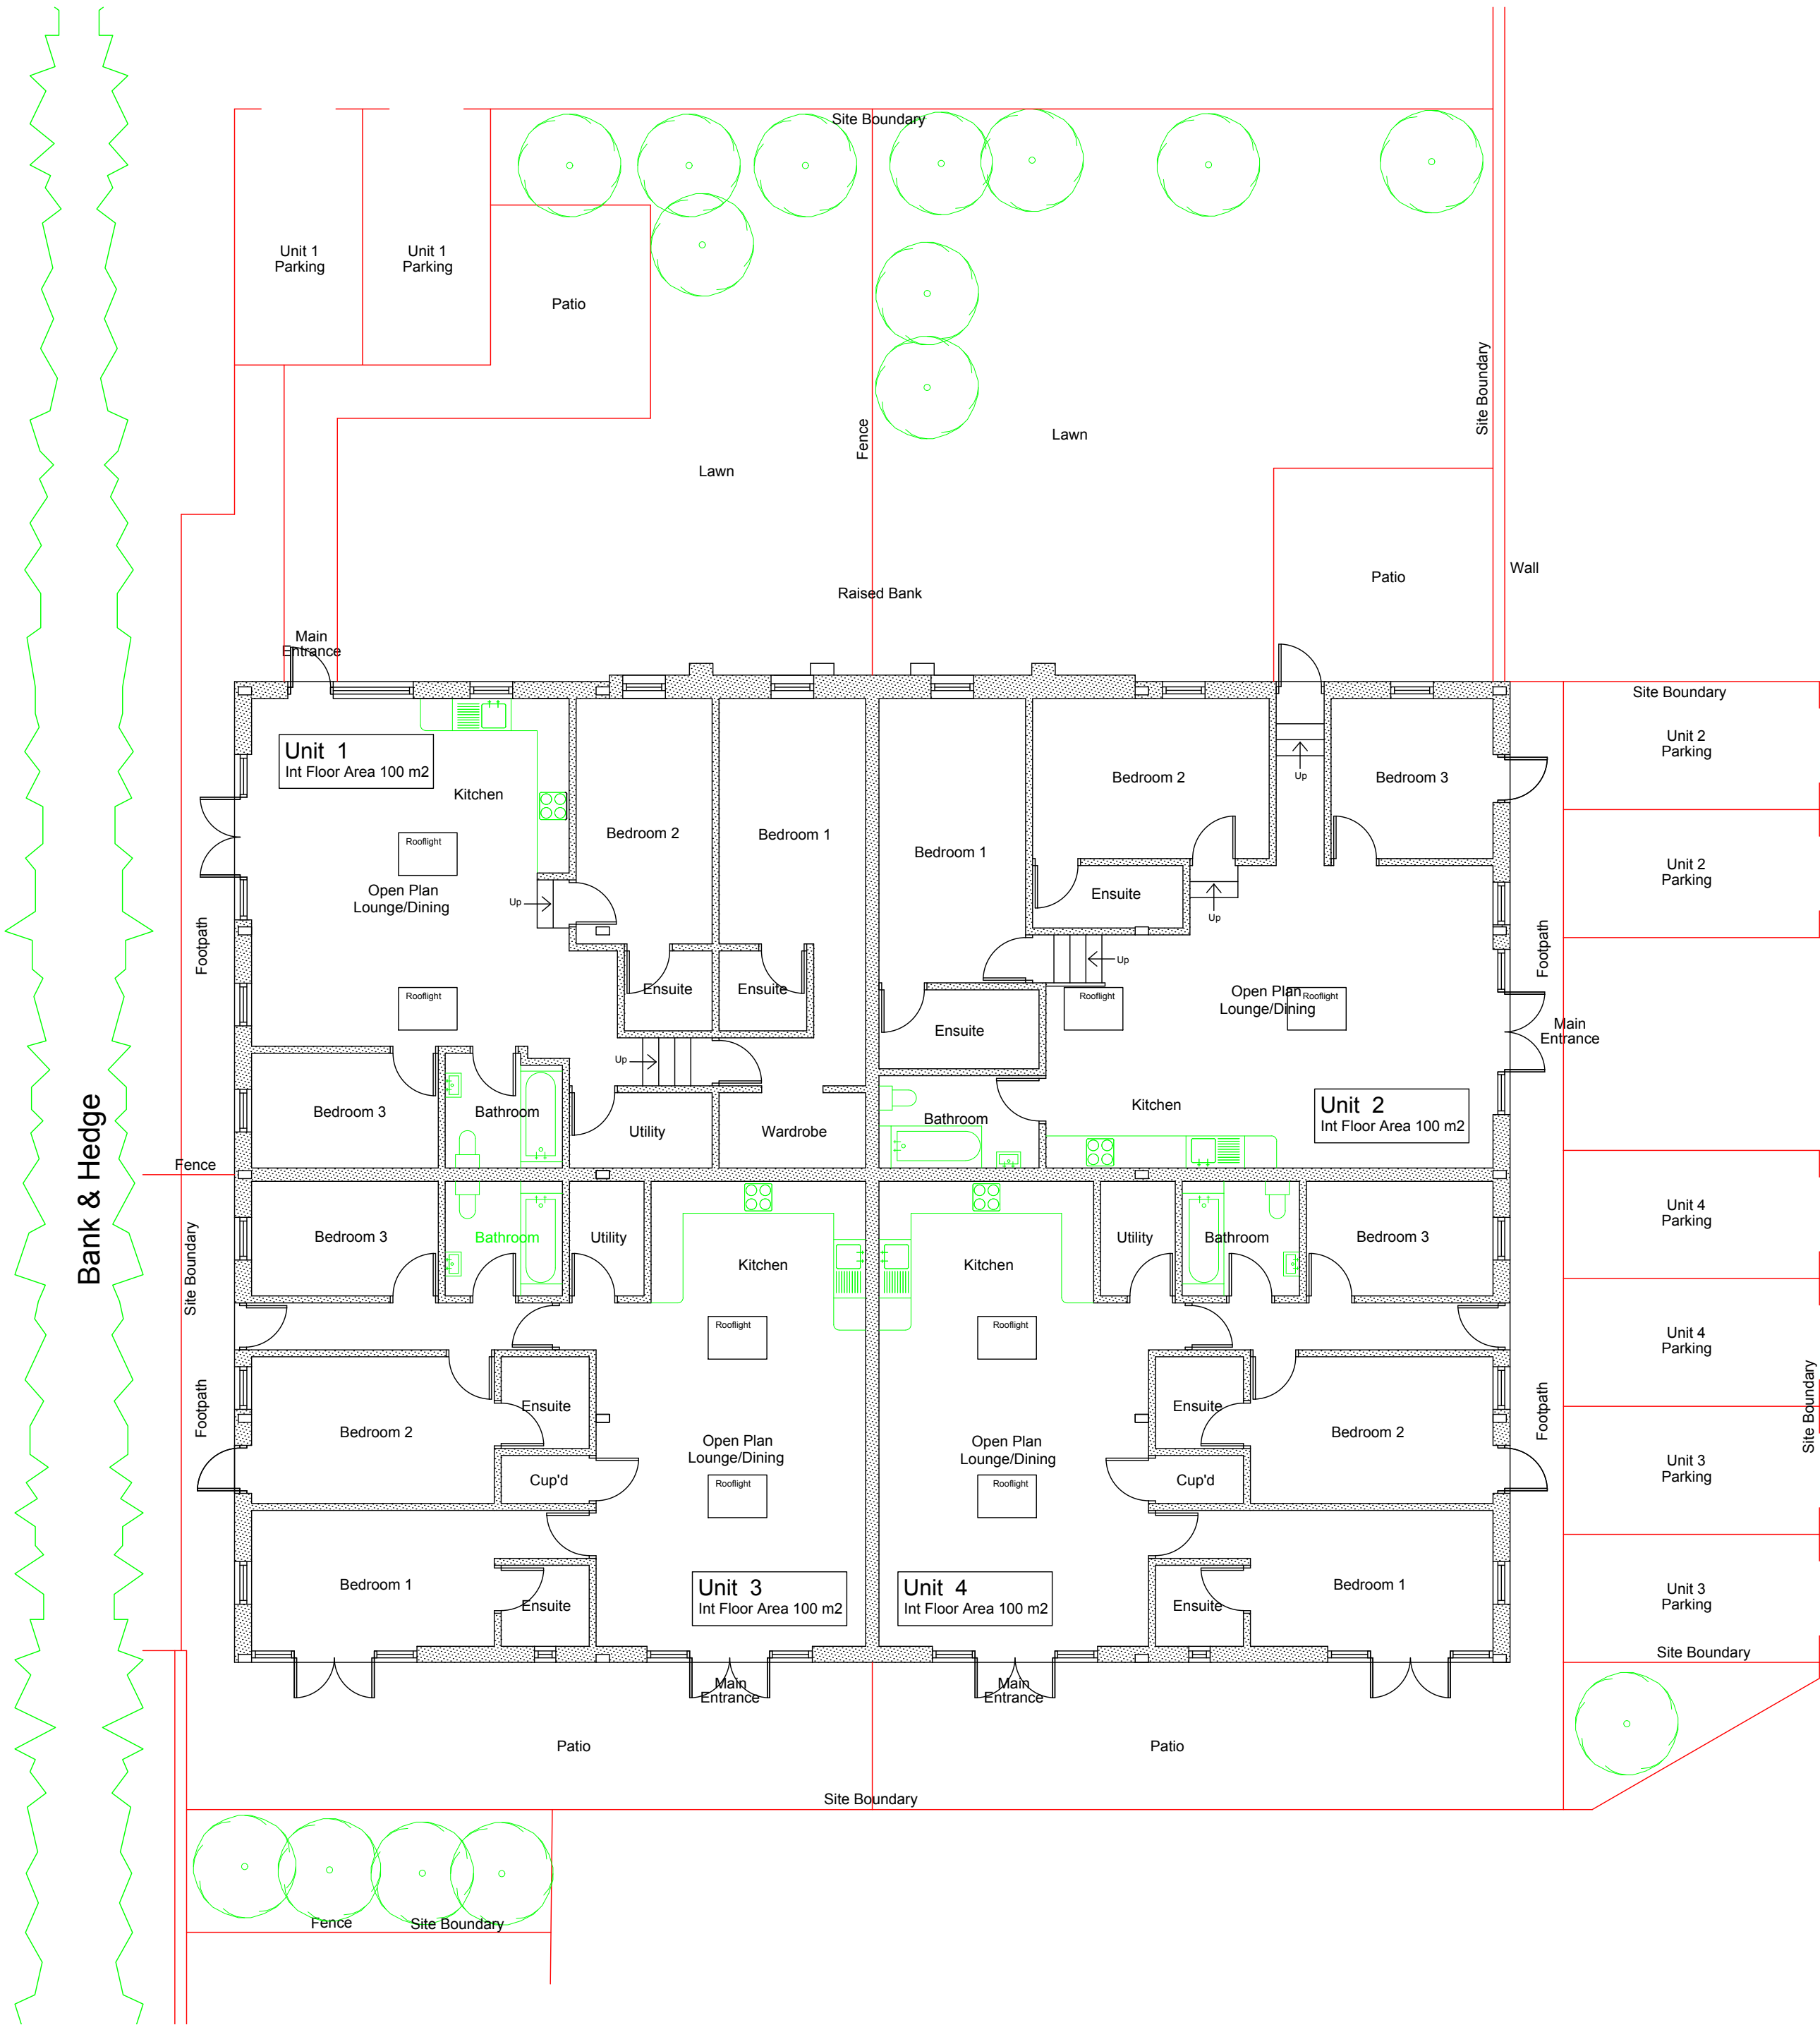 Site Boundary
Unit 1
Parking
Unit 1
Parking
Patio
Site Boundary
Fence
Lawn
Lawn
Wall
Patio
Raised Bank
Main
Entrance
Site Boundary
Unit 2
Parking
Unit 1
Int Floor Area 100 m2
Kitchen
Rooflight
Open Plan
Lounge/Dining
Up
Bedroom 2
Bedroom 1
Bedroom 1
Bedroom 2
Up
Bedroom 3
Ensuite
Up
Unit 2
Parking
Footpath
Rooflight
Ensuite
Ensuite
Up
Ensuite
Rooflight
Open Plan
Lounge/Dining
Rooflight
Footpath
Main
Entrance
Up
Bedroom 3
Bathroom
Utility
Wardrobe
Bathroom
Kitchen
Unit 2
Int Floor Area 100 m2
Bank & Hedge
Fence
Site Boundary
Bedroom 3
Bathroom
Utility
Kitchen
Kitchen
Utility
Bathroom
Bedroom 3
Unit 4
Parking
Rooflight
Rooflight
Unit 4
Parking
Footpath
Bedroom 2
Ensuite
Cup'd
Open Plan
Lounge/Dining
Rooflight
Open Plan
Lounge/Dining
Rooflight
Ensuite
Cup'd
Bedroom 2
Footpath
Site Boundary
Unit 3
Parking
Bedroom 1
Ensuite
Unit 3
Int Floor Area 100 m2
Unit 4
Int Floor Area 100 m2
Ensuite
Bedroom 1
Unit 3
Parking
Site Boundary
Main
Entrance
Main
Entrance
Patio
Patio
Site Boundary
Fence
Site Boundary